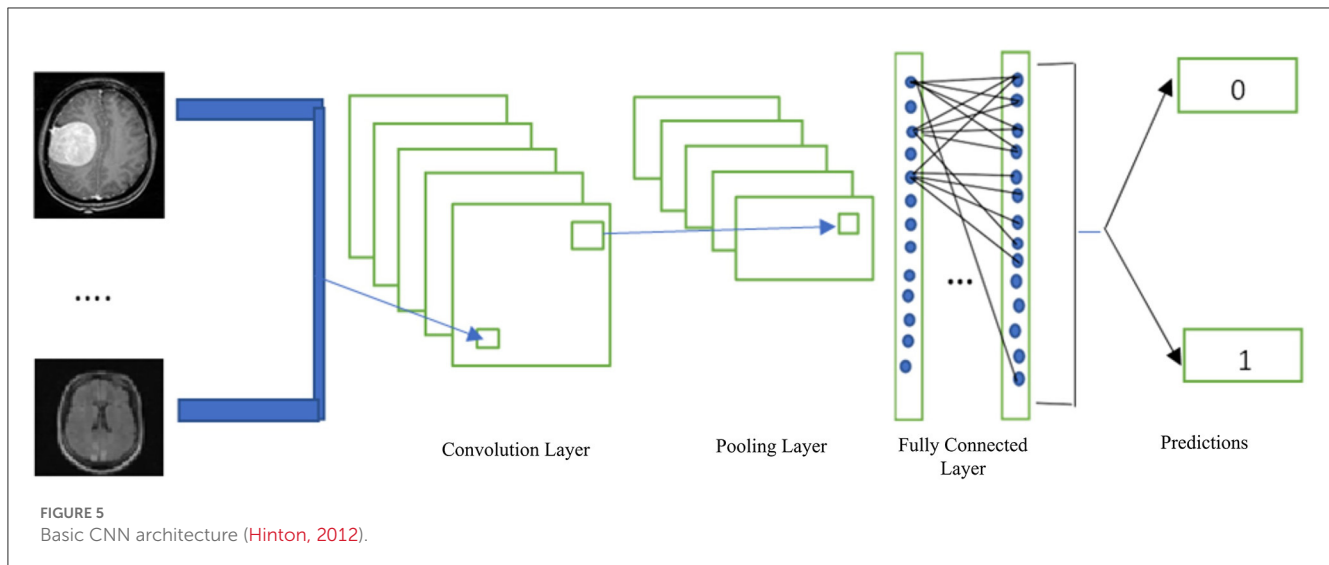 ....
...
0
1
Convolution Layer
Pooling Layer
Fully Connected
Layer
Predictions
FIGURE 5
Basic CNN architecture (Hinton, 2012).